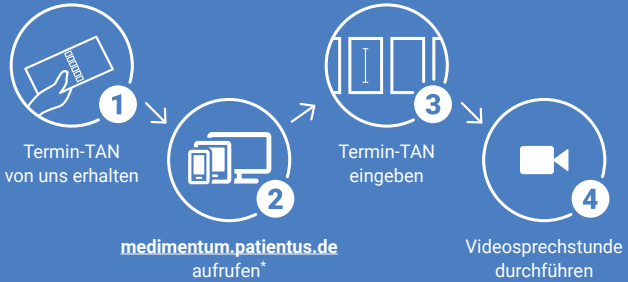 1
Termin-TAN
von uns erhalten
2
medimentum.patientus.de
aufrufen*
3
Termin-TAN
eingeben
4
Videosprechstunde
durchführen